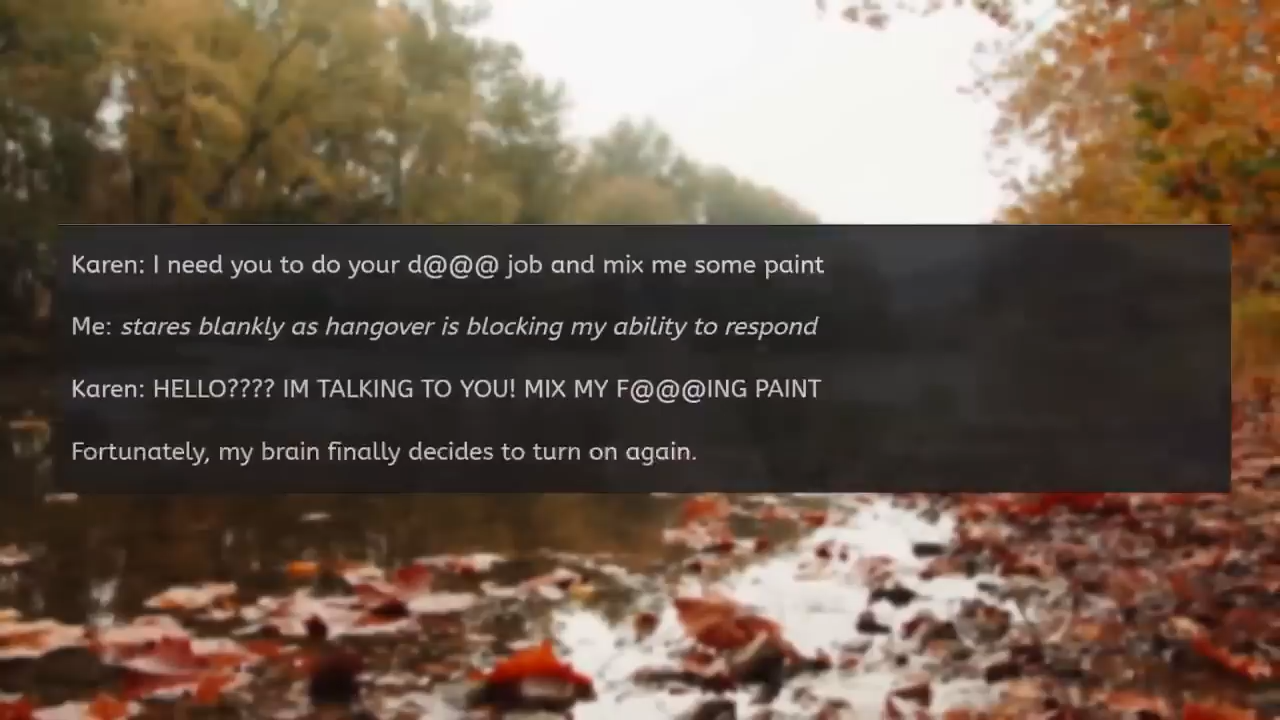 Karen: I need you to do your d@@@ job and mix me some paint
Me: stares blankly as hangover is blocking my ability to respond
Karen: HELLO???? IM TALKING TO YOU! MIX MY F@@@ING PAINT
Fortunately, my brain finally decides to turn on again.